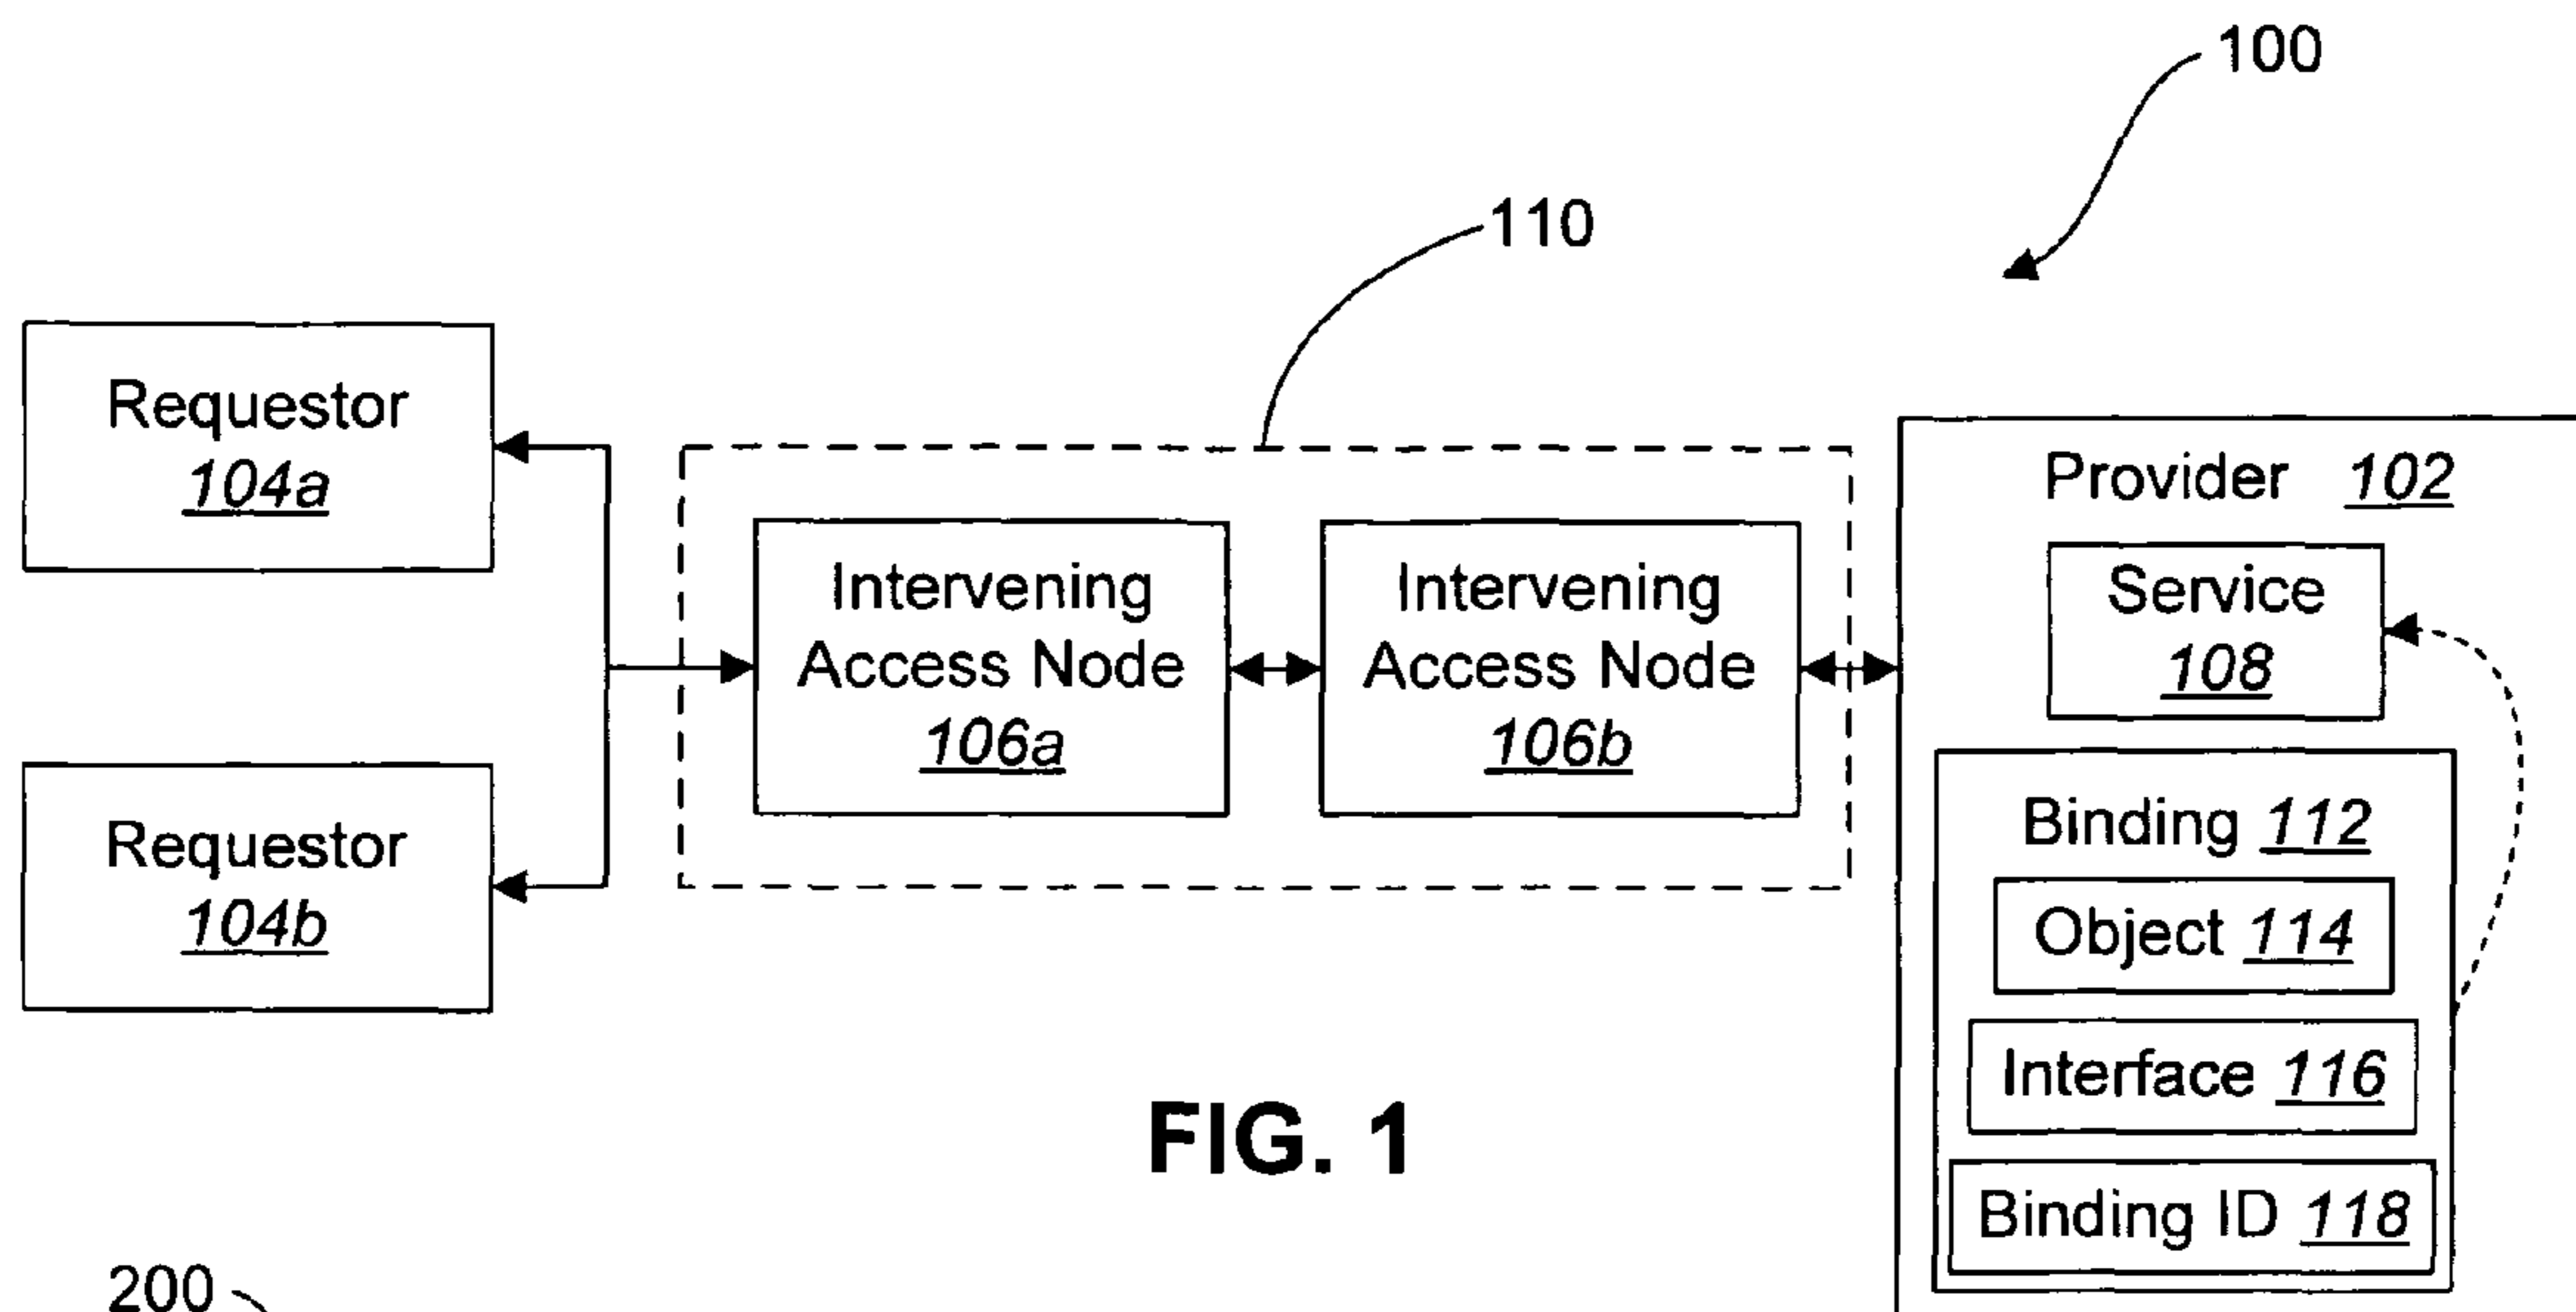 100
110
Requestor
104a
Requestor
104b
Intervening
Access Node
106a
Intervening
Access Node
106b
Provider 102
Service
108
Binding 112
Object 114
Interface 116
Binding ID 118
FIG. 1
200